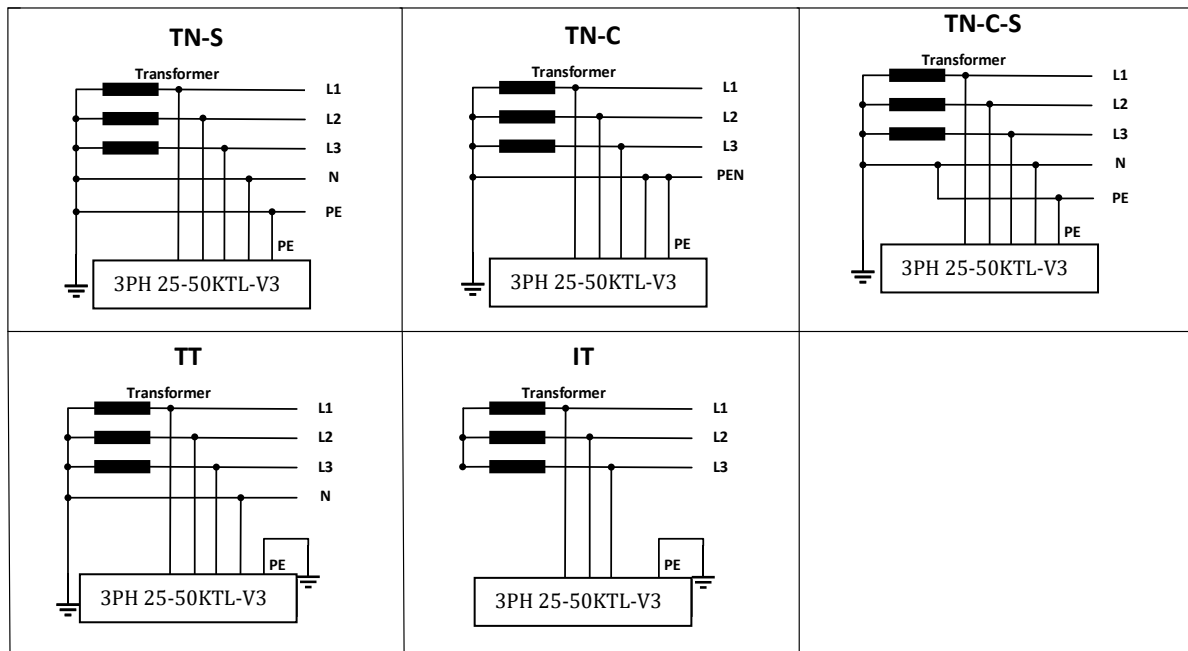 TN-S
Transformer
L1
L2
L3
N
PE
PE
3PH 25-50KTL-V3
TN-C
Transformer
L1
L2
L3
PEN
PE
3PH 25-50KTL-V3
TN-C-S
Transformer
L1
L2
L3
N
PE
PE
3PH 25-50KTL-V3
TT
Transformer
L1
L2
L3
N
PE
3PH 25-50KTL-V3
IT
Transformer
L1
L2
L3
PE
3PH 25-50KTL-V3